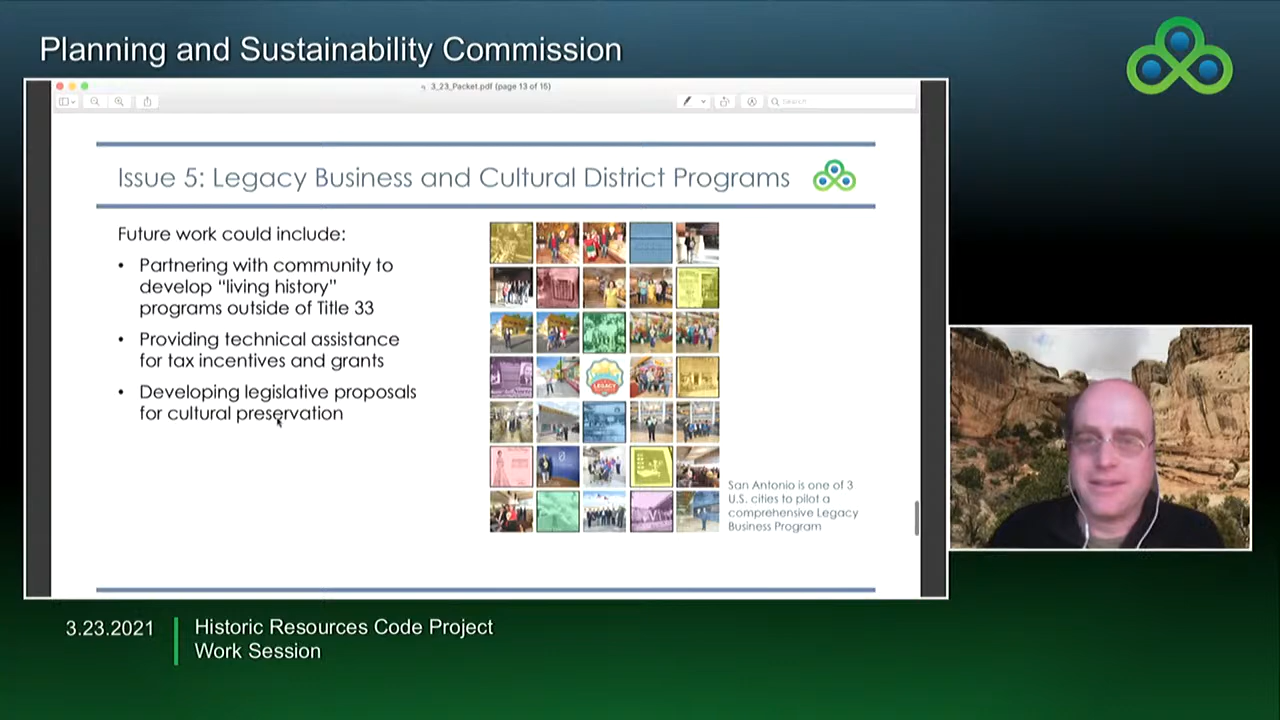 Planning and Sustainability Commission
3_23_Packet.pdf (page 13 of 15)
Search
Issue 5: Legacy Business and Cultural District Programs
Future work could include:
• Partnering with community to
develop “living history”
programs outside of Title 33
• Providing technical assistance
for tax incentives and grants
• Developing legislative proposals
for cultural preservation
LEGACY
San Antonio is one of 3
U.S. cities to pilot a
comprehensive Legacy
Business Program
3.23.2021
Historic Resources Code Project
Work Session